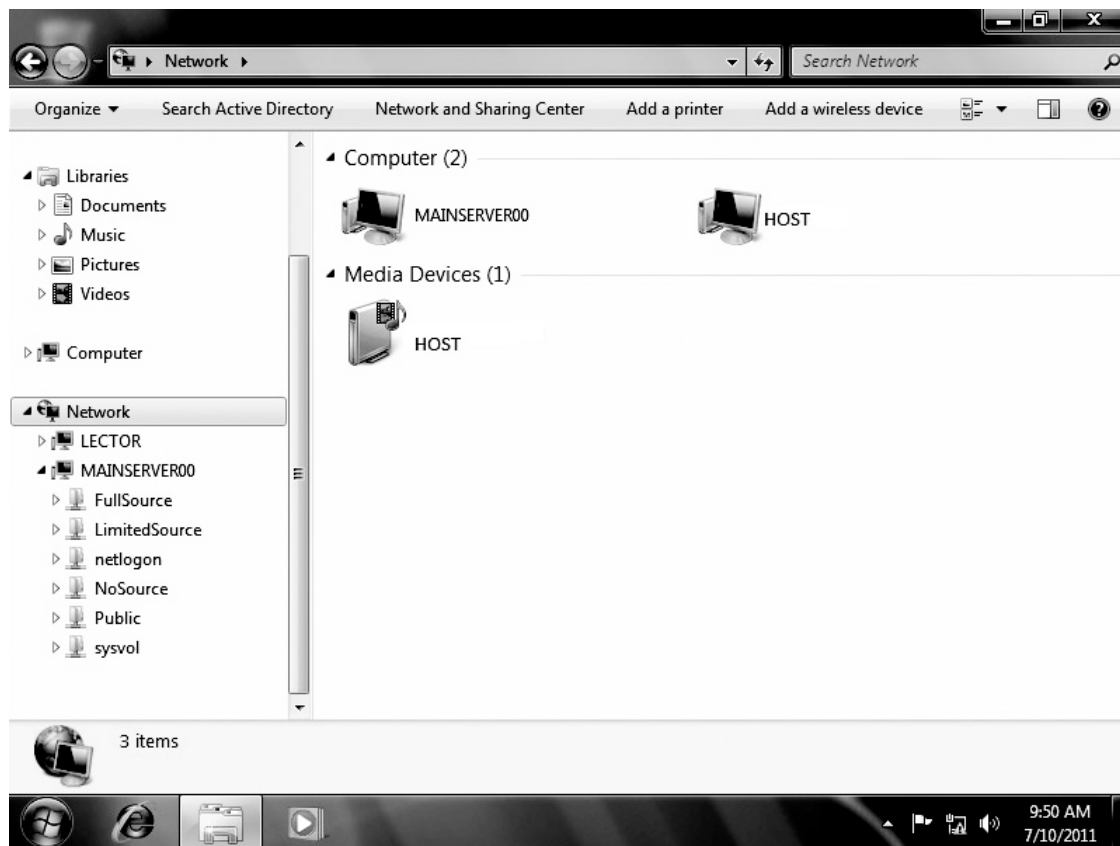 Network
Search Network
Organize
Search Active Directory
Network and Sharing Center
Add a printer
Add a wireless device
Libraries
Documents
Music
Pictures
Videos
Computer
Network
LECTOR
MAINSERVER00
FullSource
LimitedSource
netlogon
NoSource
Public
sysvol
Computer (2)
MAINSERVER00
HOST
Media Devices (1)
HOST
3 items
9:50 AM
7/10/2011